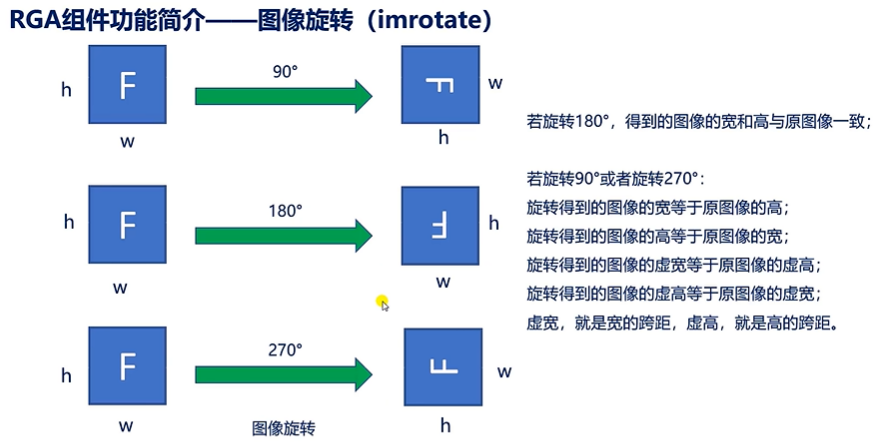 RGA组件功能简介——图像旋转（imrotate）
F
90°
F
h
w
w
h
若旋转180°，得到的图像的宽和高与原图像一致；
若旋转90°或者旋转270°：
旋转得到的图像的宽等于原图像的高；
旋转得到的图像的高等于原图像的宽；
旋转得到的图像的虚宽等于原图像的虚高；
旋转得到的图像的虚高等于原图像的虚宽；
虚宽，就是宽的跨距，虚高，就是高的跨距。
F
180°
F
h
h
w
w
F
270°
F
h
w
w
h
图像旋转